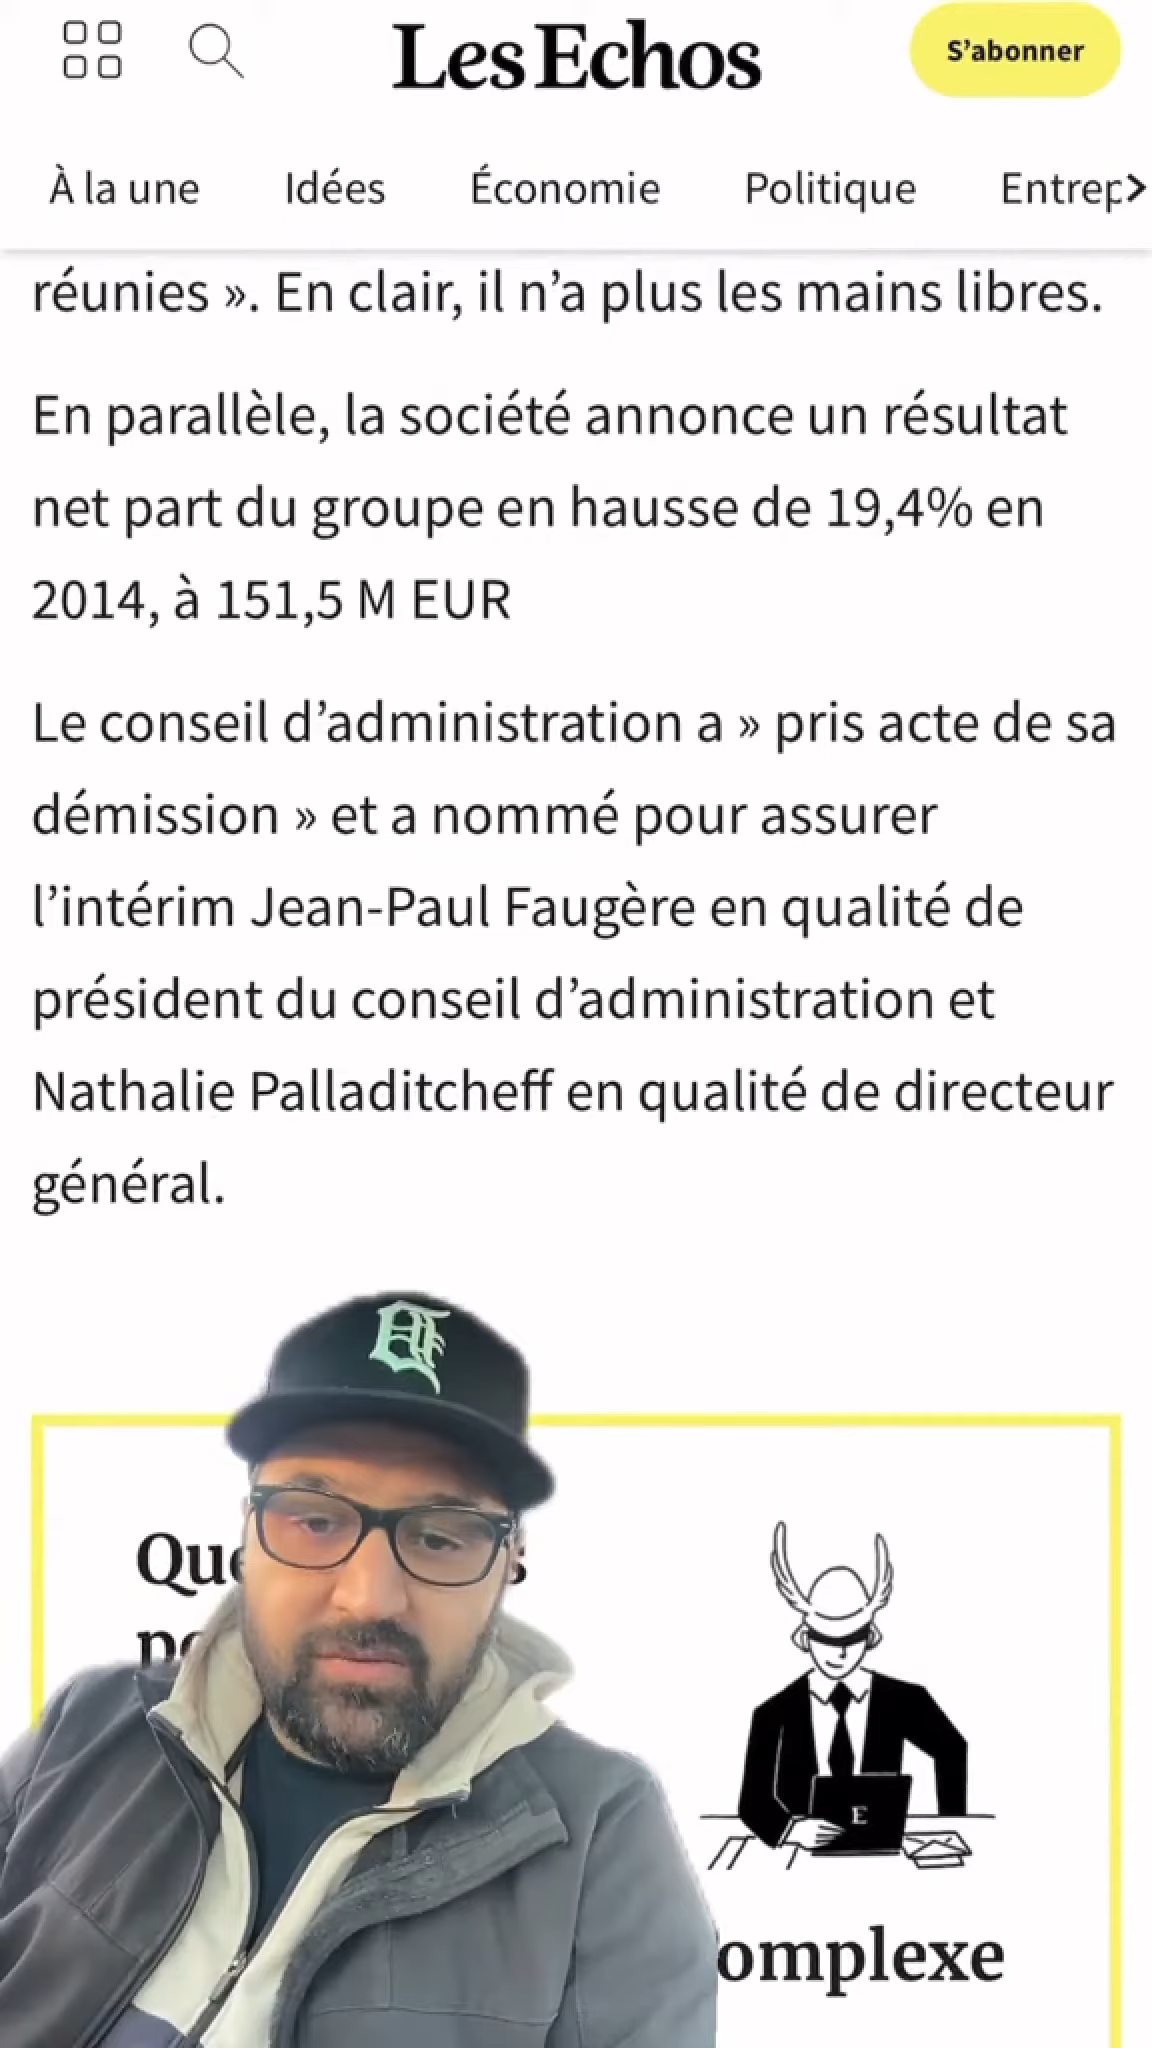 Les Echos
S'abonner
À la une Idées Économie Politique
réunies ». En clair, il n'a plus les mains libres.
En parallèle, la société annonce un résultat
net part du groupe en hausse de 19,4% en
2014, à 151,5 M EUR
Le conseil d'administration a » pris acte de sa
démission » et a nommé pour assurer
l'intérim Jean-Paul Faugère en qualité de
président du conseil d'administration et
Nathalie Palladitcheff en qualité de directeur
général.
E